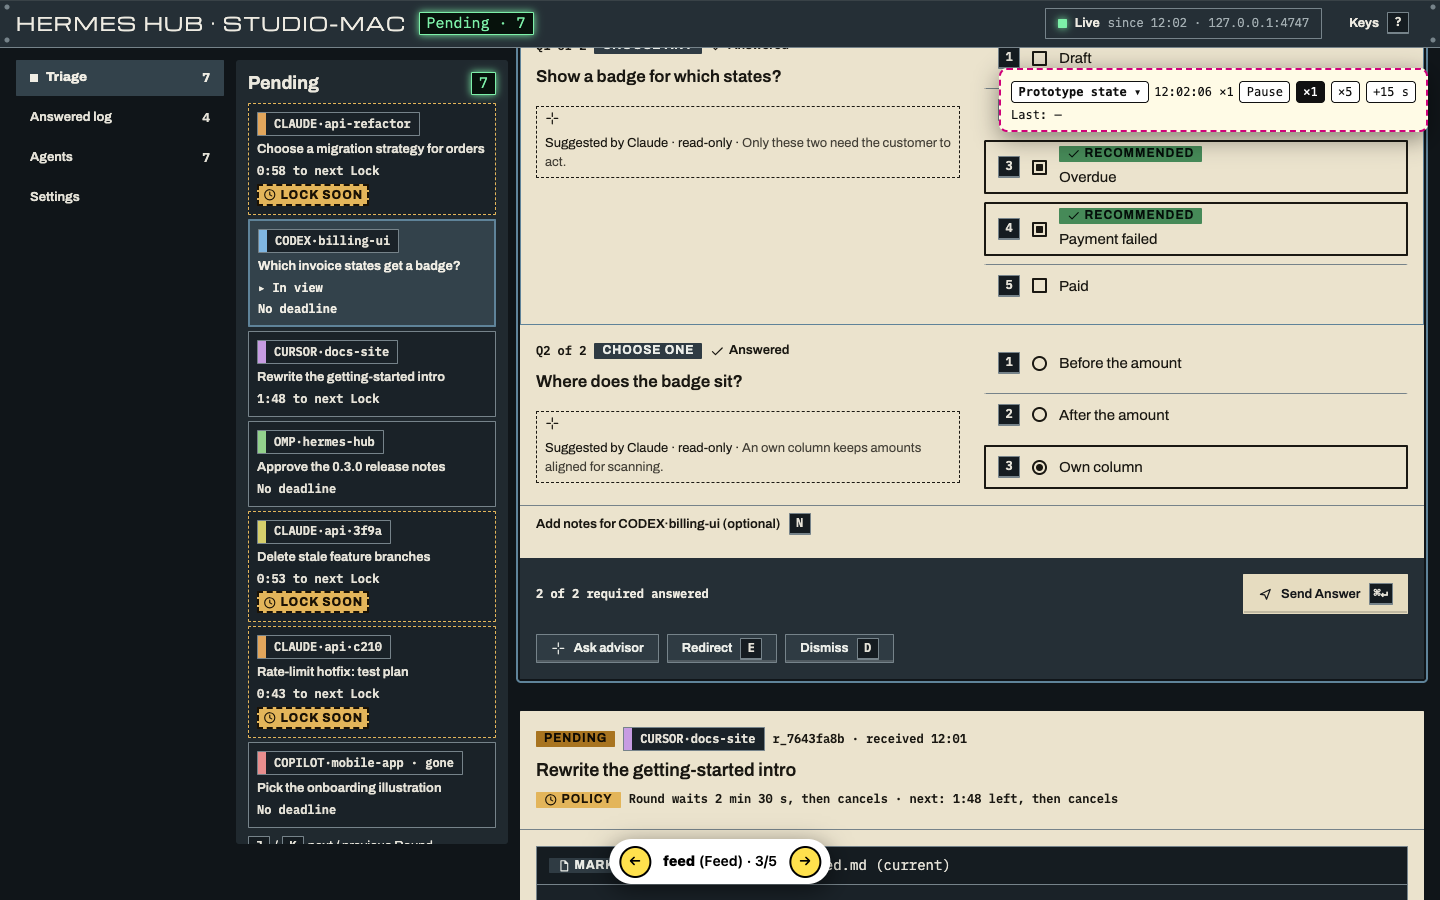 HERMES HUB · STUDIO-MAC
Pending · 7
Live since 12:02 · 127.0.0.1:4747
Keys ?
Triage 7
Answered log 4
Agents 7
Settings
Pending 7
CLAUDE·api-refactor
Choose a migration strategy for orders
0:58 to next Lock
LOCK SOON
CODEX·billing-ui
Which invoice states get a badge?
▸ In view
No deadline
CURSOR·docs-site
Rewrite the getting-started intro
1:48 to next Lock
OMP·hermes-hub
Approve the 0.3.0 release notes
No deadline
CLAUDE·api·3f9a
Delete stale feature branches
0:53 to next Lock
LOCK SOON
CLAUDE·api·c210
Rate-limit hotfix: test plan
0:43 to next Lock
LOCK SOON
COPILOT·mobile-app · gone
Pick the onboarding illustration
No deadline
next / previous Round
Answered
Show a badge for which states?
Suggested by Claude · read-only · Only these two need the customer to
act.
1 Draft
Prototype state ▾ 12:02:06 ×1 Pause ×1 ×5 +15 s
Last: —
3 RECOMMENDED
Overdue
4 RECOMMENDED
Payment failed
5 Paid
Q2 of 2 CHOOSE ONE Answered
Where does the badge sit?
Suggested by Claude · read-only · An own column keeps amounts
aligned for scanning.
1 Before the amount
2 After the amount
3 Own column
Add notes for CODEX·billing-ui (optional) N
2 of 2 required answered
Send Answer ⌘↵
Ask advisor
Redirect E
Dismiss D
PENDING CURSOR·docs-site r_7643fa8b · received 12:01
Rewrite the getting-started intro
POLICY Round waits 2 min 30 s, then cancels · next: 1:48 left, then cancels
ed.md (current)
← feed (Feed) · 3/5 →